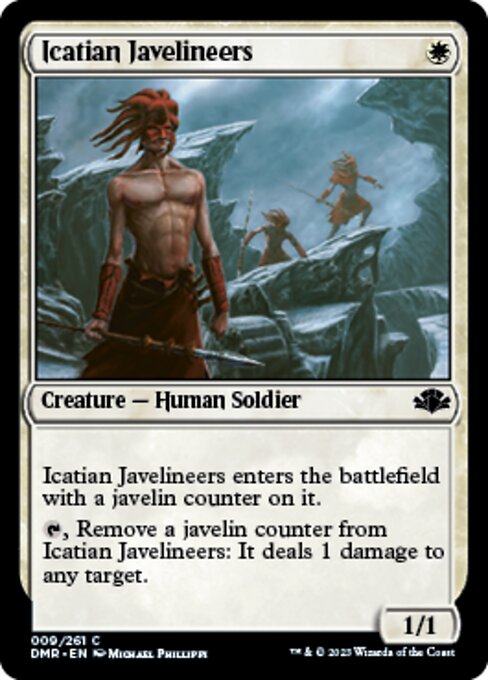 Icatian Javelineers
Creature — Human Soldier
Icatian Javelineers enters the battlefield
with a javelin counter on it.
, Remove a javelin counter from
Icatian Javelineers: It deals 1 damage to
any target.
1/1
009/261 C
DMR • EN Michael Phillippi
™ & © 2023 Wizards of the Coast